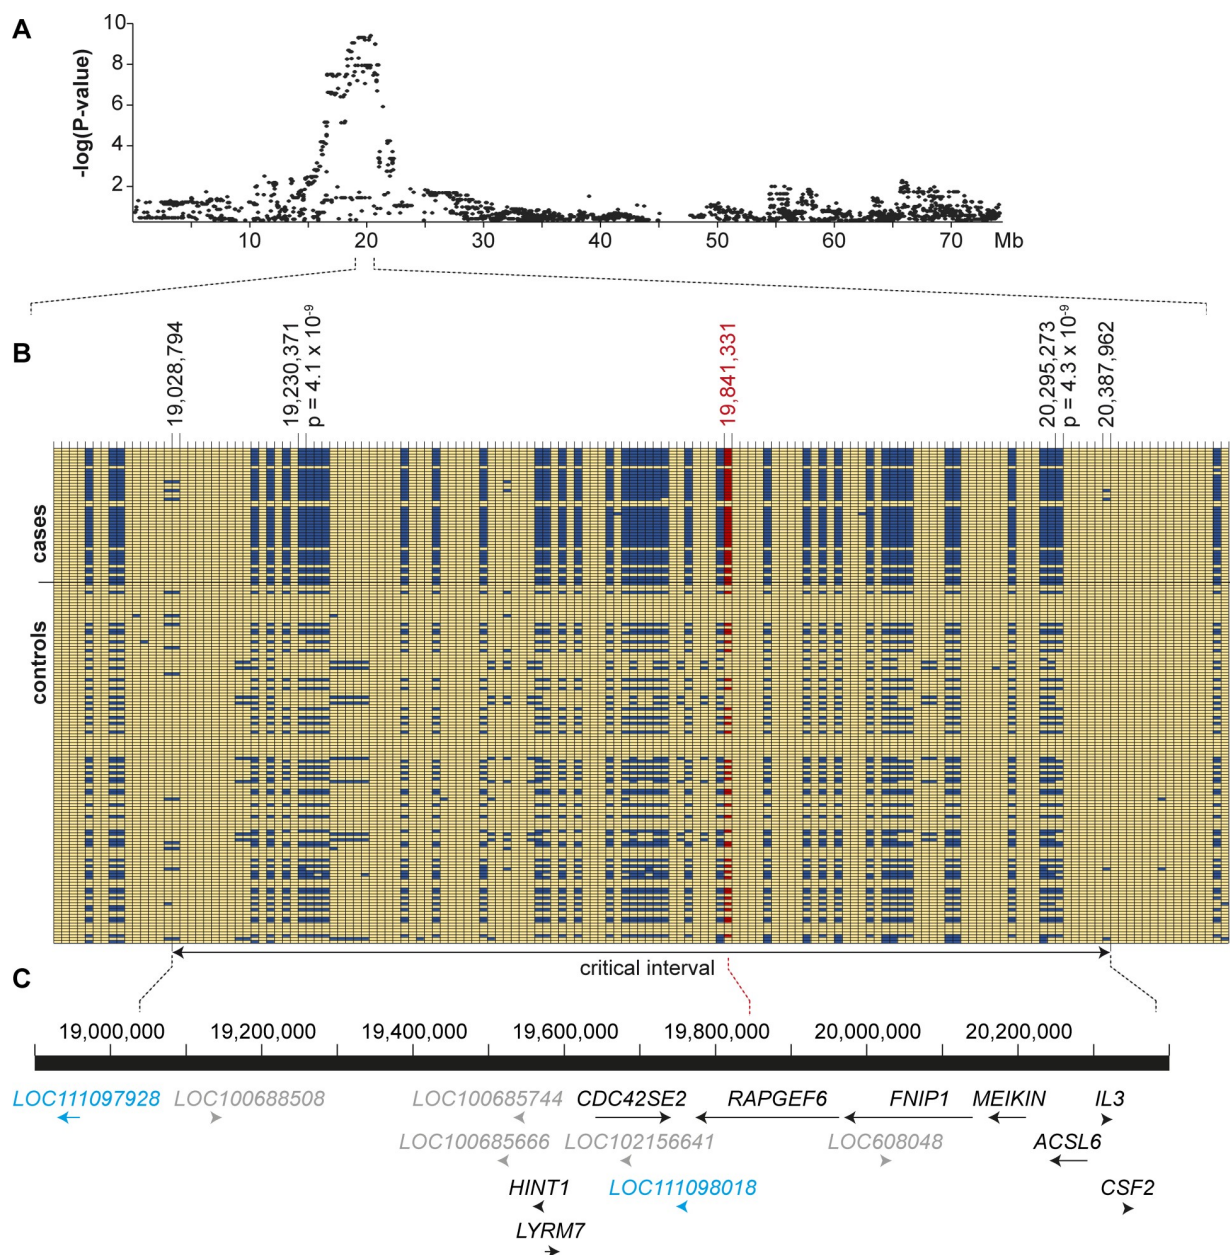 A
-log(P-value)
10
8
6
4
2
10 20 30 40 50 60 70 Mb
B
19,028,794
19,230,371
p = 4.1 x 10-9
19,841,331
20,295,273
p = 4.3 x 10-9
20,387,962
cases
controls
critical interval
C
19,000,000 19,200,000 19,400,000 19,600,000 19,800,000 20,000,000 20,200,000
LOC111097928 LOC100688508 LOC100685744 CDC42SE2 RAPGEF6 FNIP1 MEIKIN IL3
LOC100685666 LOC102156641 LOC608048 ACSL6
HINT1 LOC111098018 CSF2
LYRM7